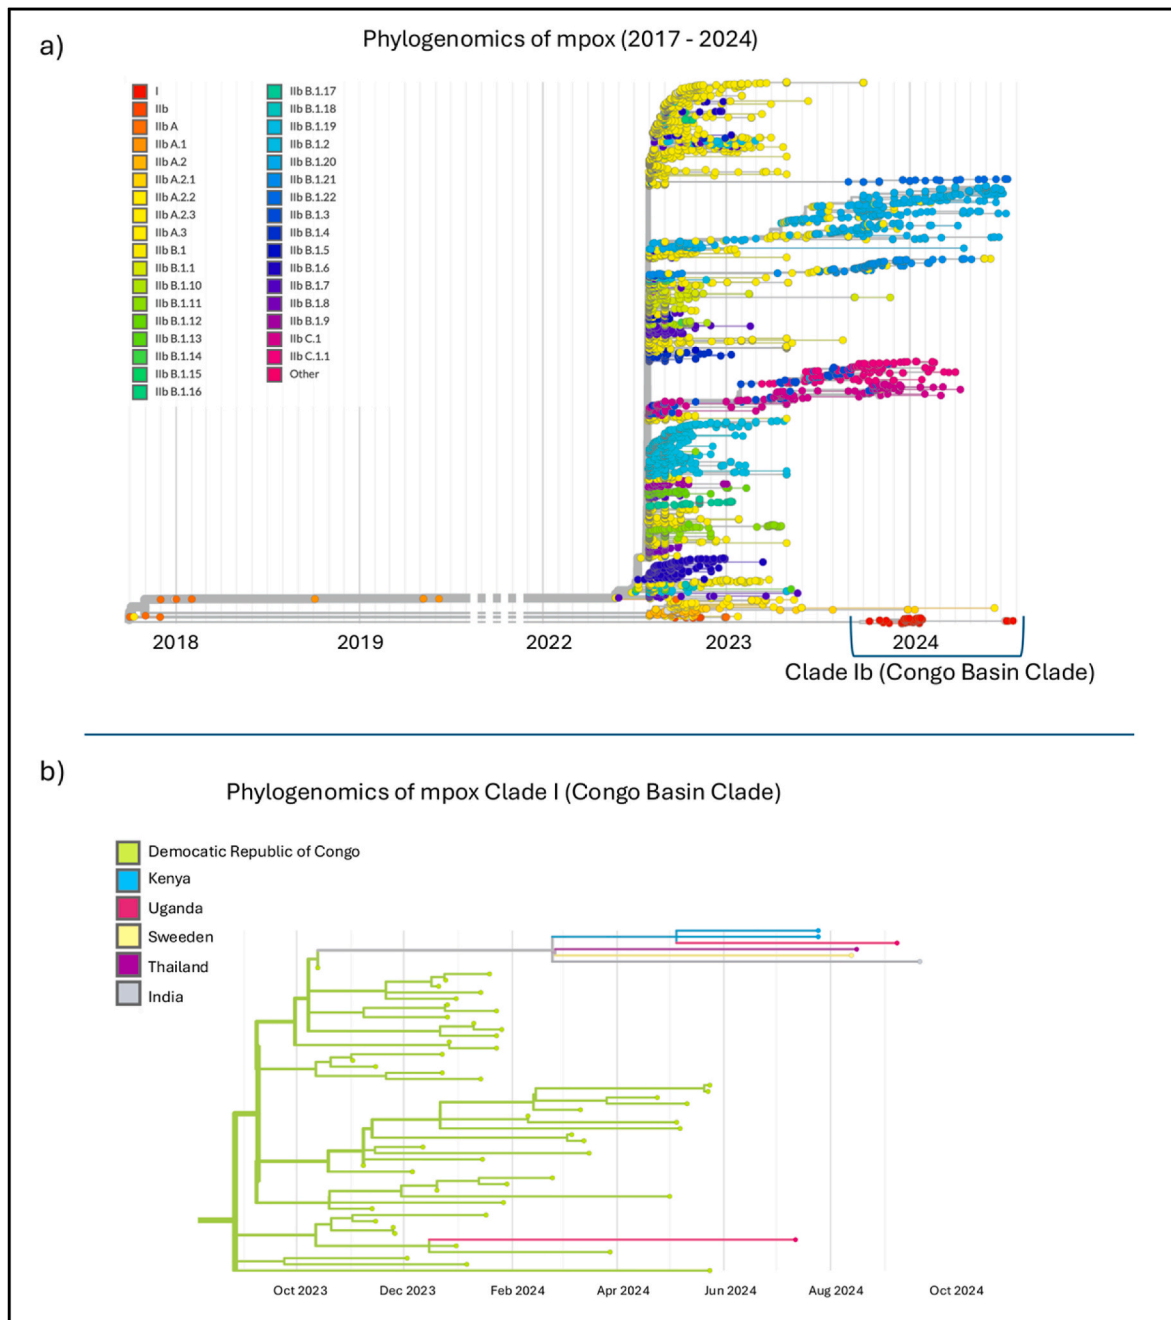 a)
Phylogenomics of mpox (2017 - 2024)
I
IIb
IIb A
IIb A.1
IIb A.2
IIb A.2.1
IIb A.2.2
IIb A.2.3
IIb A.3
IIb B.1
IIb B.1.1
IIb B.1.10
IIb B.1.11
IIb B.1.12
IIb B.1.13
IIb B.1.14
IIb B.1.15
IIb B.1.16
IIb B.1.17
IIb B.1.18
IIb B.1.19
IIb B.1.2
IIb B.1.20
IIb B.1.21
IIb B.1.22
IIb B.1.3
IIb B.1.4
IIb B.1.5
IIb B.1.6
IIb B.1.7
IIb B.1.8
IIb B.1.9
IIb C.1
IIb C.1.1
Other
2018 2019 2022 2023 2024
Clade Ib (Congo Basin Clade)
b)
Phylogenomics of mpox Clade I (Congo Basin Clade)
Democatic Republic of Congo
Kenya
Uganda
Sweeden
Thailand
India
Oct 2023 Dec 2023 Feb 2024 Apr 2024 Jun 2024 Aug 2024 Oct 2024